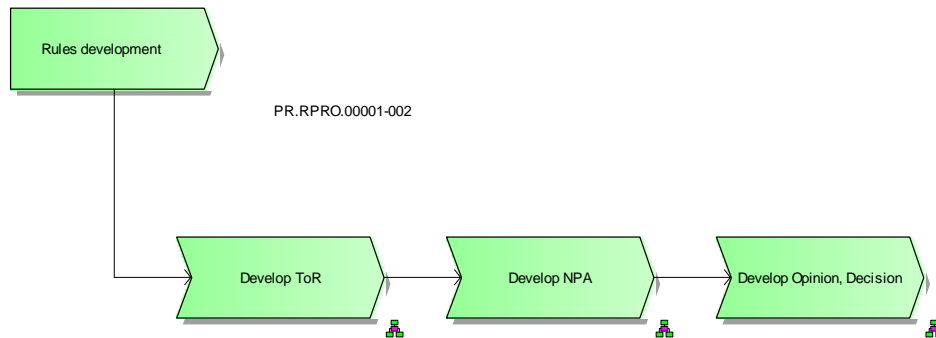 Rules development
PR.RPRO.00001-002
Develop ToR
Develop NPA
Develop Opinion, Decision